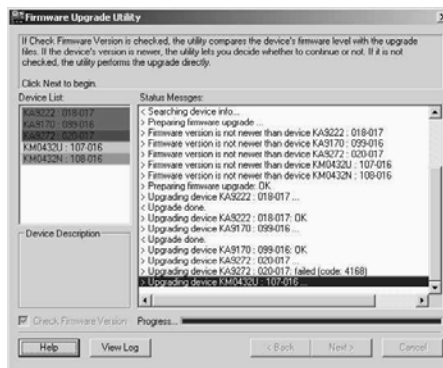 Firmware Upgrade Utility
If Check Firmware Version is checked, the utility compares the device's firmware level with the upgrade
files. If the device's version is newer, the utility lets you decide whether to continue or not. If it is not
checked, the utility performs the upgrade directly.
Click Next to begin.
Device List:
KA9222 : 018-017
KA9170 : 099-016
KA9272 : 020-017
KM0432U : 107-016
KM0432N : 108-016
Device Description
Status Messges:
< Searching device info...
> Preparing firmware upgrade ...
> Firmware version is not newer than device KA9222 : 018-017
> Firmware version is not newer than device KA9170 : 099-016
> Firmware version is not newer than device KA9272 : 020-017
> Firmware version is not newer than device KM0432U : 107-016
> Firmware version is not newer than device KM0432N : 108-016
> Preparing firmware upgrade: OK
> Upgrading device KA9222 : 018-017 ...
< Upgrade done.
> Upgrading device KA9222 : 018-017: OK
> Upgrading device KA9170 : 099-016 ...
< Upgrade done.
> Upgrading device KA9170 : 099-016: OK
> Upgrading device KA9272 : 020-017 ...
> Upgrading device KA9272 : 020-017: failed (code: 4168)
> Upgrading device KM0432U : 107-016 ...
Check Firmware Version
Progress...
Help
View Log
< Back
Next >
Cancel